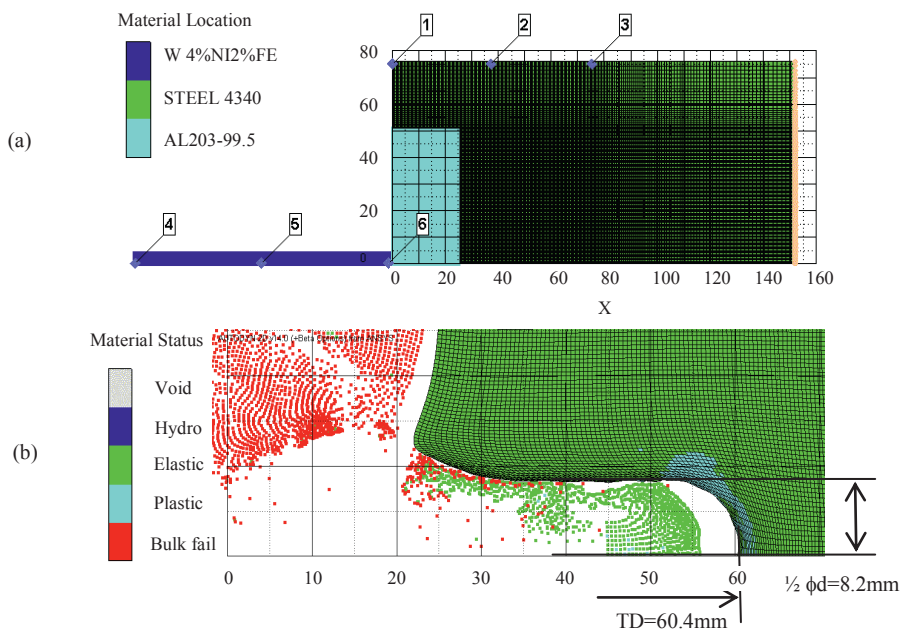 Material Location
W 4%NI2%FE
STEEL 4340
AL203-99.5
(a)
1
2
3
4
5
6
80
60
40
20
0
0
20
40
60
80
100
120
140
160
X
Material Status
Void
Hydro
Elastic
Plastic
Bulk fail
(b)
0
10
20
30
40
50
60
½ ϕd=8.2mm
TD=60.4mm